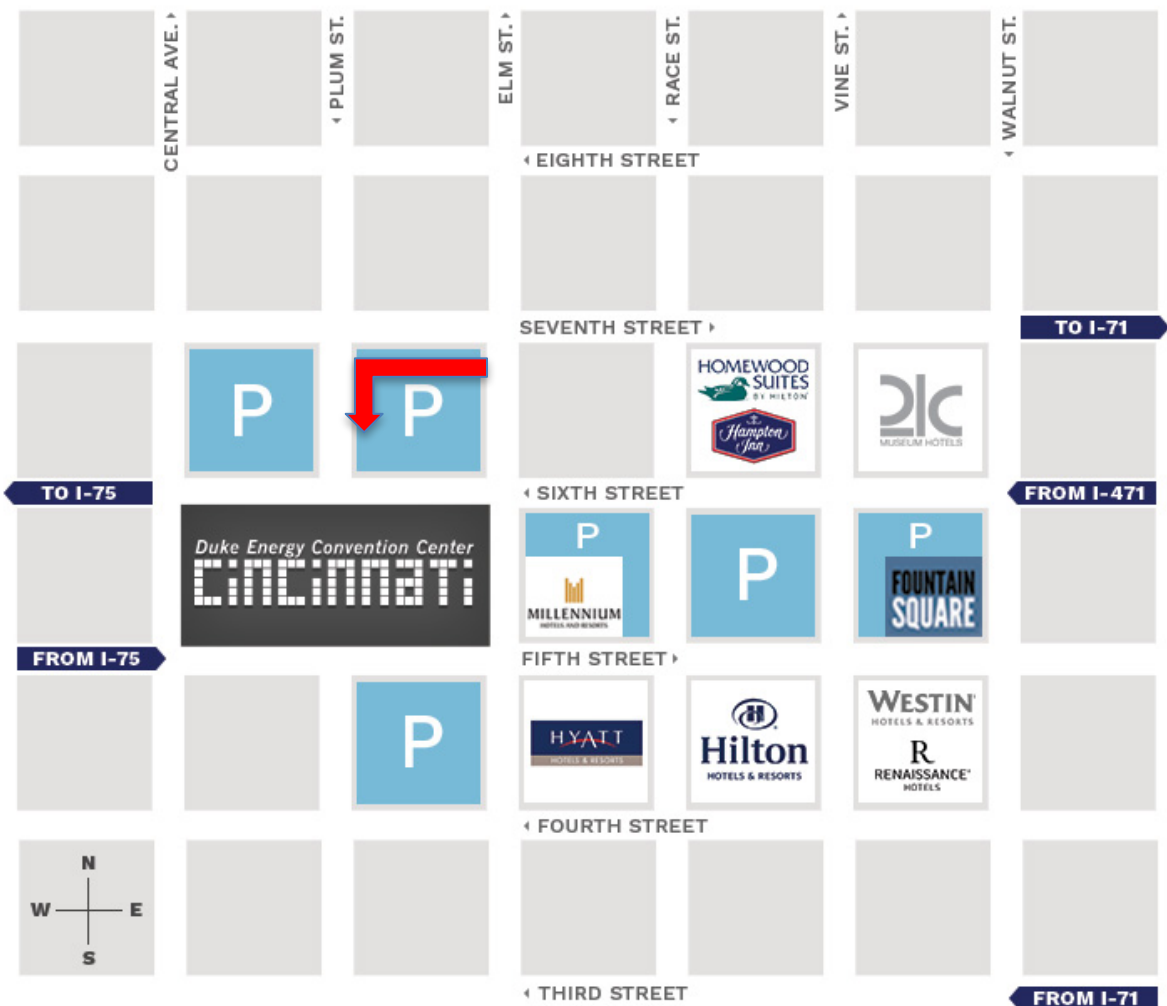 CENTRAL AVE.
PLUM ST.
ELM ST.
RACE ST.
VINE ST.
WALNUT ST.
EIGHTH STREET
SEVENTH STREET
TO I-71
P
P
HOMEWOOD
SUITES
BY HILTON
Hampton
Inn
21c
MUSEUM HOTELS
TO I-75
SIXTH STREET
FROM I-471
Duke Energy Convention Center
CiNCiNNaTi
P
MILLENNIUM
HOTELS AND RESORTS
P
P
FOUNTAIN
SQUARE
FROM I-75
FIFTH STREET
P
HYATT
HOTELS & RESORTS
Hilton
HOTELS & RESORTS
WESTIN
HOTELS & RESORTS
R
RENAISSANCE
HOTELS
FOURTH STREET
N
W
E
S
THIRD STREET
FROM I-71